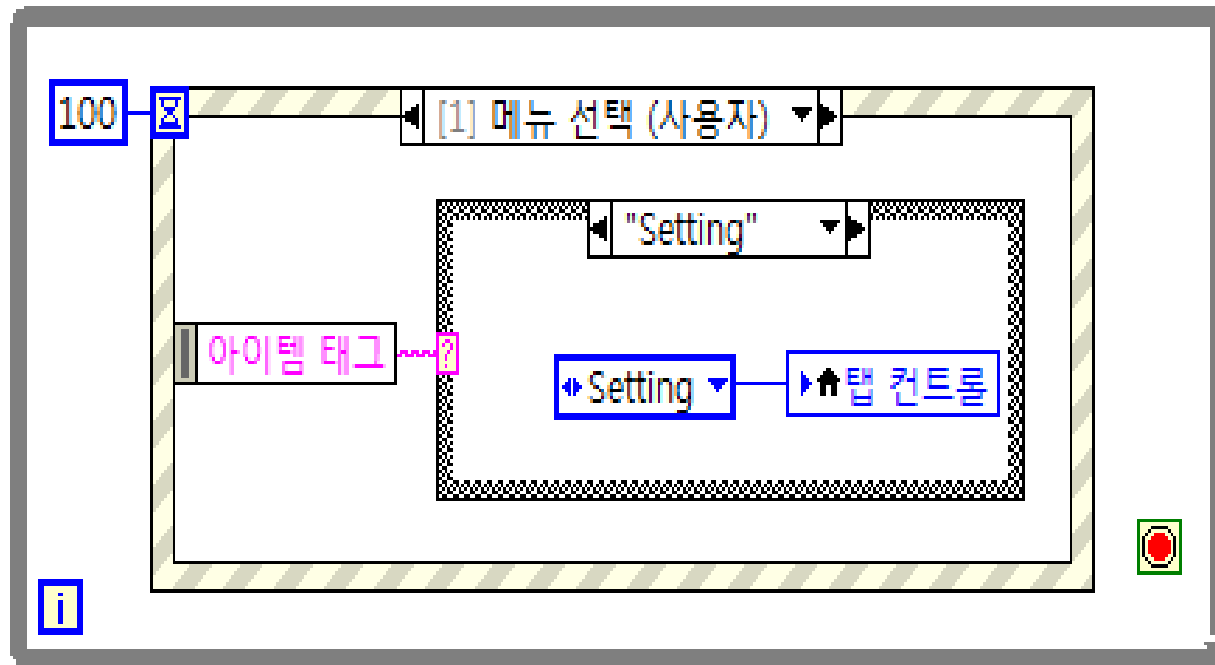 100
[1] 메뉴 선택 (사용자)
"Setting"
아이템 태그
?
Setting
탭 컨트롤
i